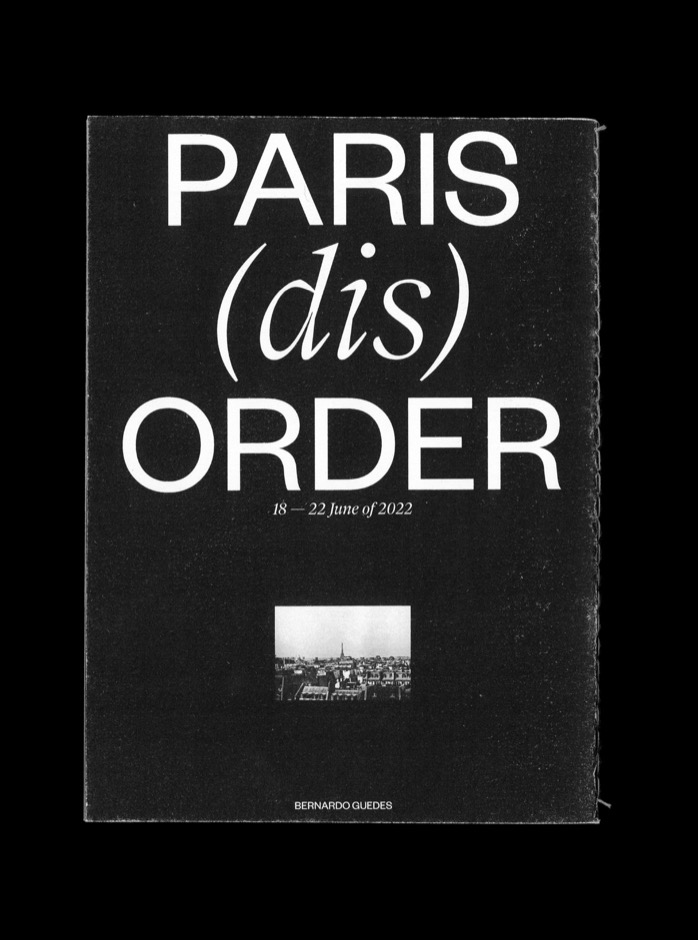 PARIS
(dis)
ORDER
18 — 22 June of 2022
BERNARDO GUEDES